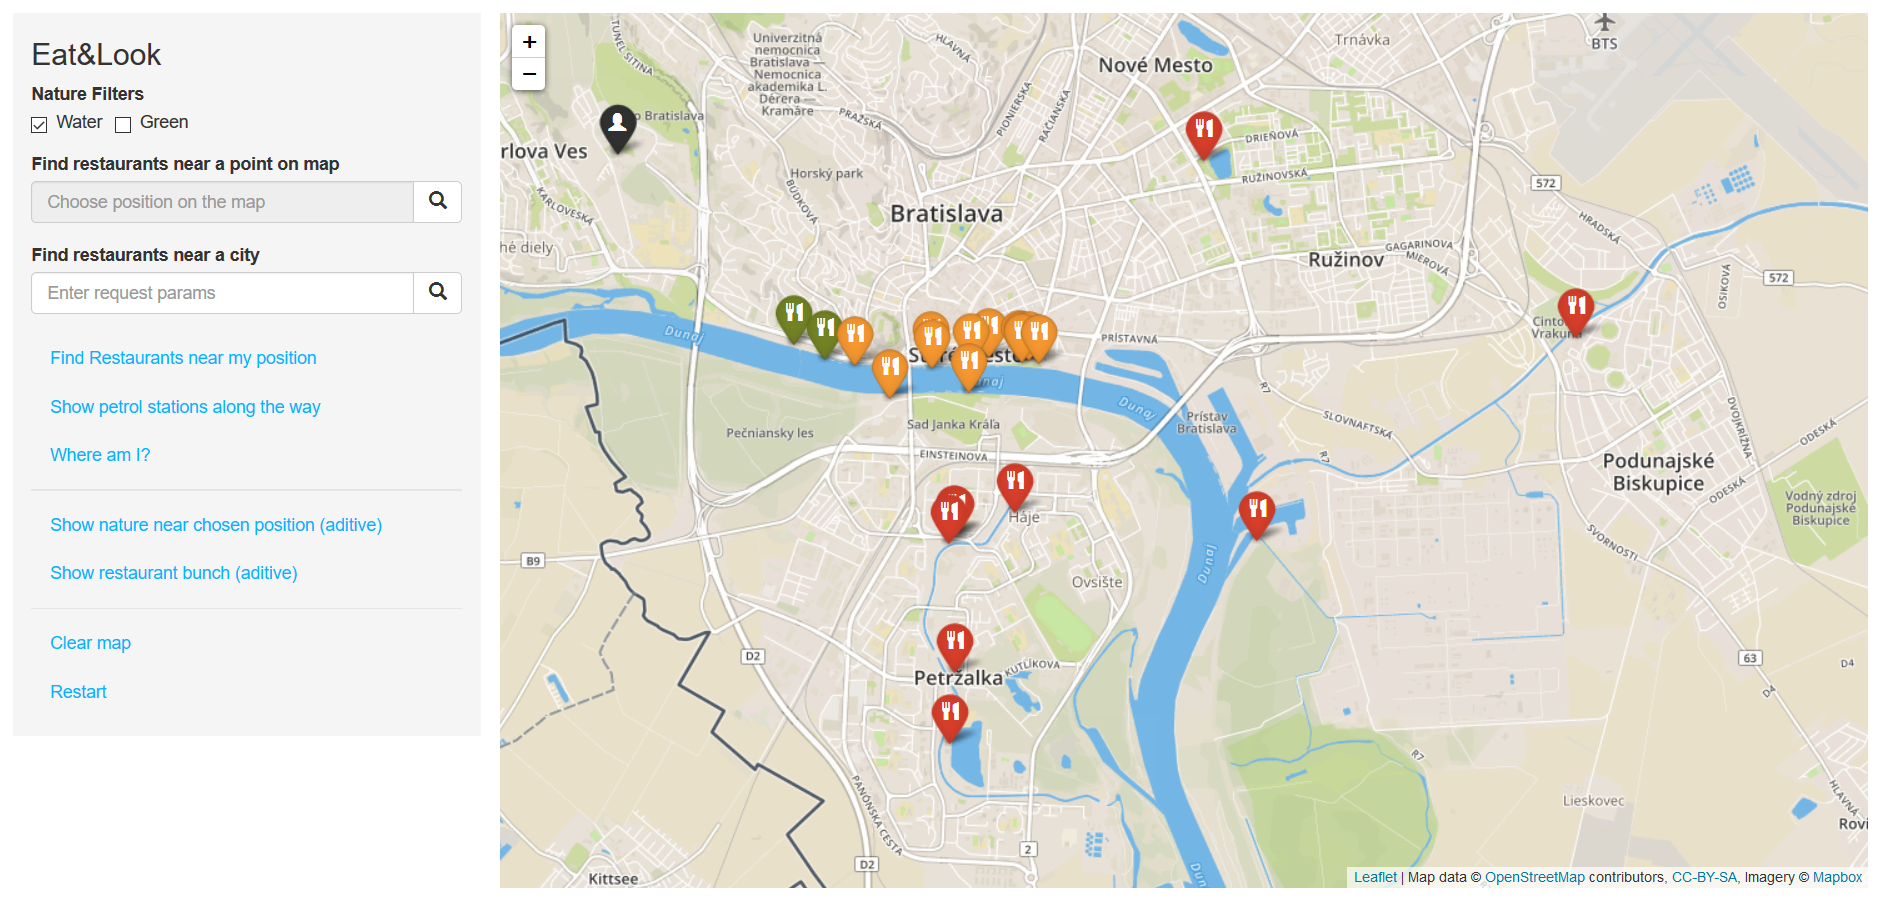 Eat&Look
Nature Filters
Water Green
Find restaurants near a point on map
Choose position on the map
Find restaurants near a city
Enter request params
Find Restaurants near my position
Show petrol stations along the way
Where am I?
Show nature near chosen position (aditive)
Show restaurant bunch (aditive)
Clear map
Restart
+
−
TUNEL SITINA
Univerzitná
nemocnica
Bratislava —
Nemocnica
akademika L.
Dérera —
Kramáre
HLAVNÁ
PRAŽSKÁ
PIONIERSKA
RAČIANSKA
Nové Mesto
Trnávka
BTS
o Bratislava
rlova Ves
DRIEŇOVÁ
RUŽINOVSKÁ
572
Horský park
BÚDKOVÁ
KARLOVESKÁ
Bratislava
HRADSKÁ
hé diely
GAGARINOVA
MIEROVÁ
Ružinov
OSIKOVÁ
572
Dunaj
PRÍSTAVNÁ
Vrakuňa
Dunaj
R7
Dunaj
Prístav
Bratislava
SLOVNAFTSKÁ
DVOJKRÍŽNA
ODESKÁ
Pečniansky les
Sad Janka Kráľa
EINSTEINOVA
R7
Podunajské
Biskupice
ODESKÁ
Vodný zdroj
Podunajské
Biskupice
Háje
SVORNOSTI
B9
Dunaj
Ovsište
D2
KUTLÍKOVA
Petržalka
63
D4
D4
R7
PANÓNSKA CESTA
Lieskovec
HLAVNÁ
Rovi
2
D2
Dunaj
Kittsee
Leaflet | Map data © OpenStreetMap contributors, CC-BY-SA, Imagery © Mapbox